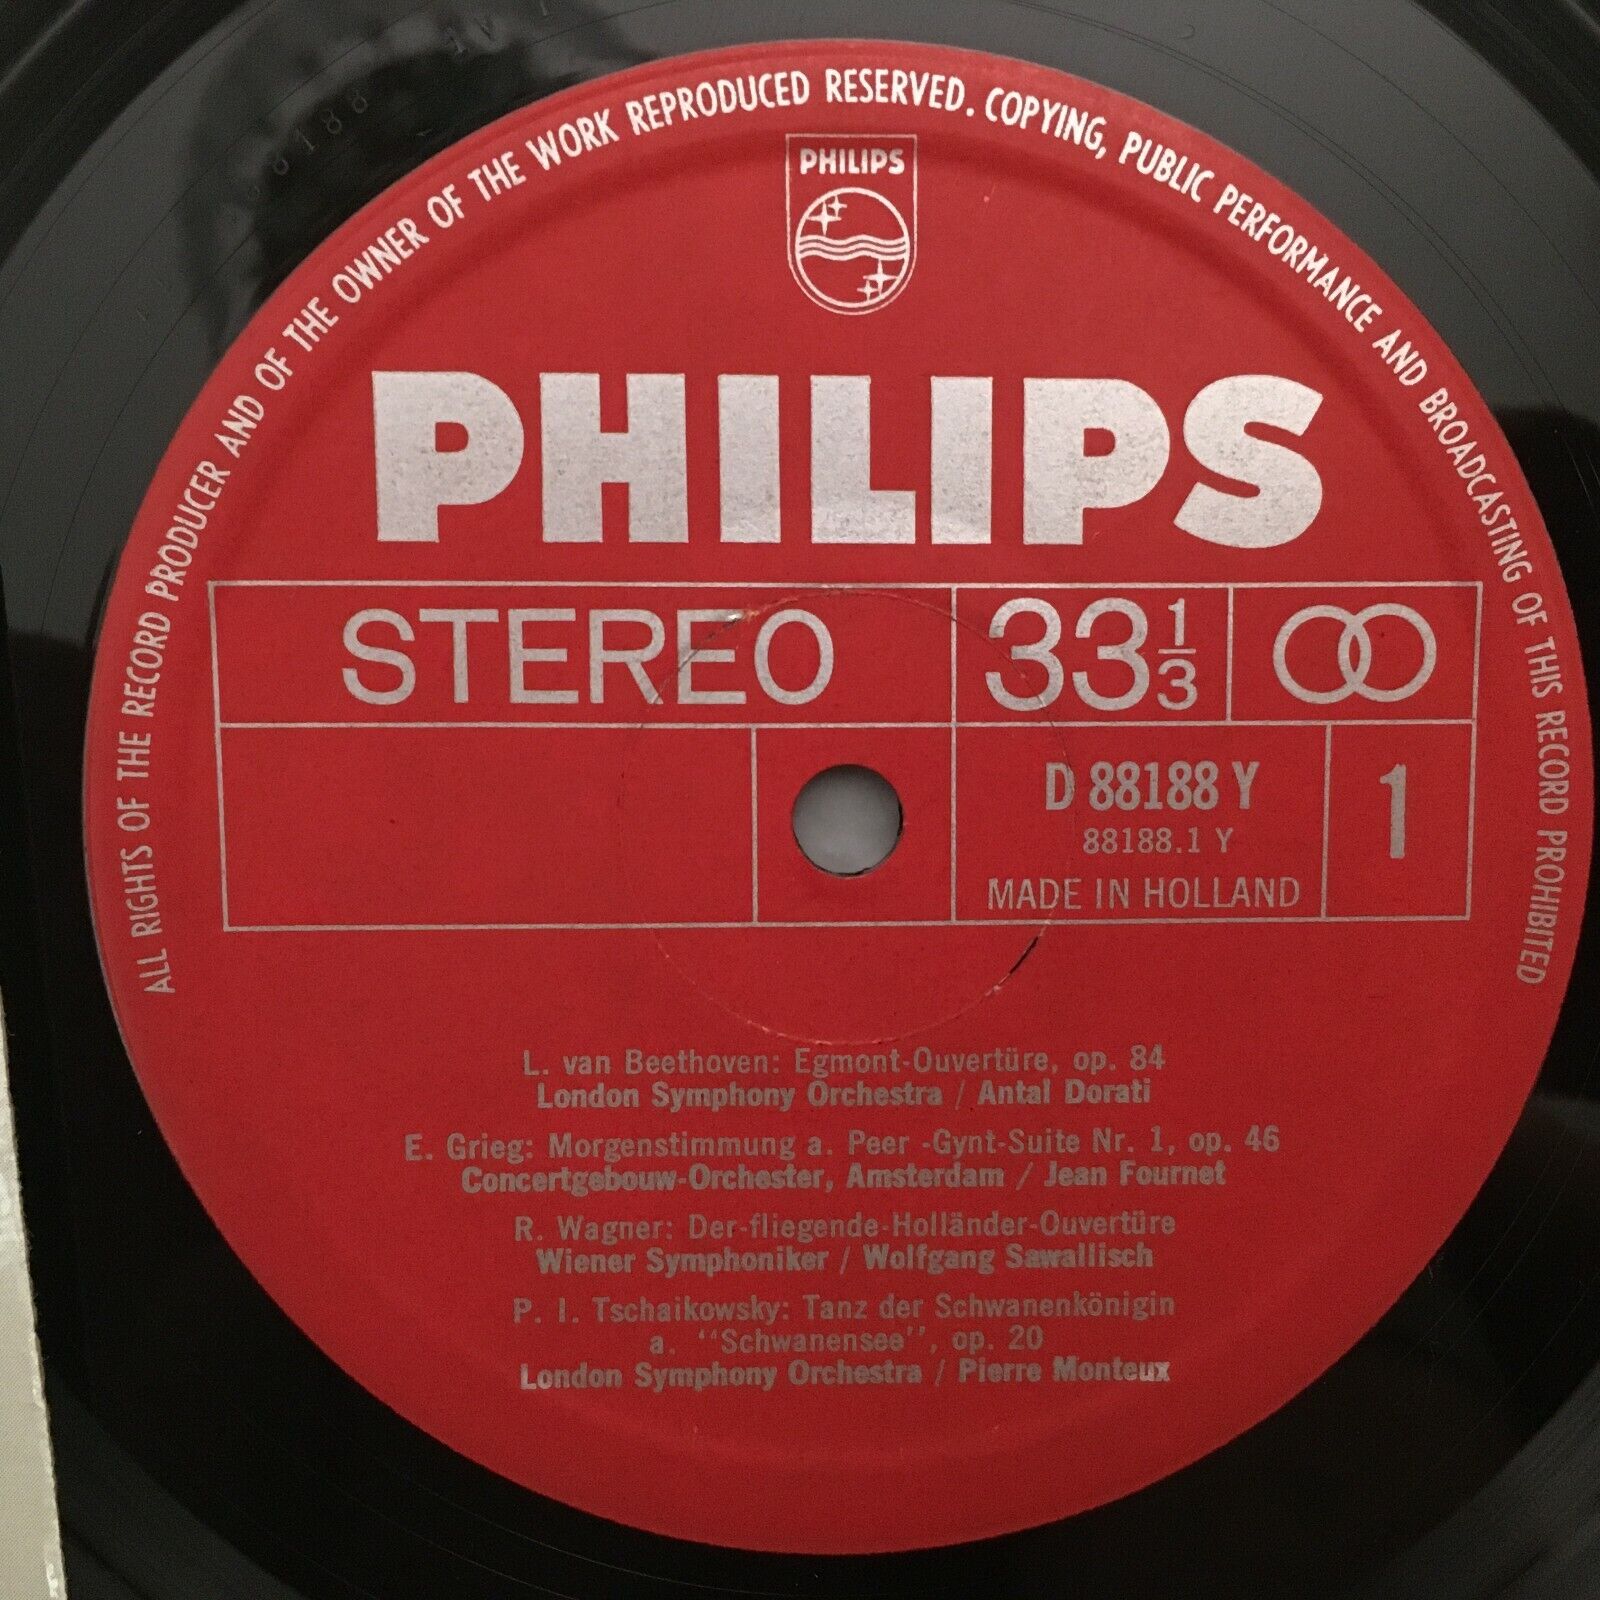 ALL RIGHTS OF THE RECORD PRODUCER AND OF THE OWNER OF THE WORK REPRODUCED RESERVED. COPYING, PUBLIC PERFORMANCE AND BROADCASTING OF THIS RECORD PROHIBITED
PHILIPS
PHILIPS
STEREO 33 1/3
D 88188 Y
88188.1 Y
MADE IN HOLLAND
1
L. van Beethoven: Egmont-Ouvertüre, op. 84
London Symphony Orchestra / Antal Dorati
E. Grieg: Morgenstimmung a. Peer -Gynt-Suite Nr. 1, op. 46
Concertgebouw-Orchester, Amsterdam / Jean Fournet
R. Wagner: Der-fliegende-Holländer-Ouvertüre
Wiener Symphoniker / Wolfgang Sawallisch
P. I. Tschaikowsky: Tanz der Schwanenkönigin
a. "Schwanensee", op. 20
London Symphony Orchestra / Pierre Monteux